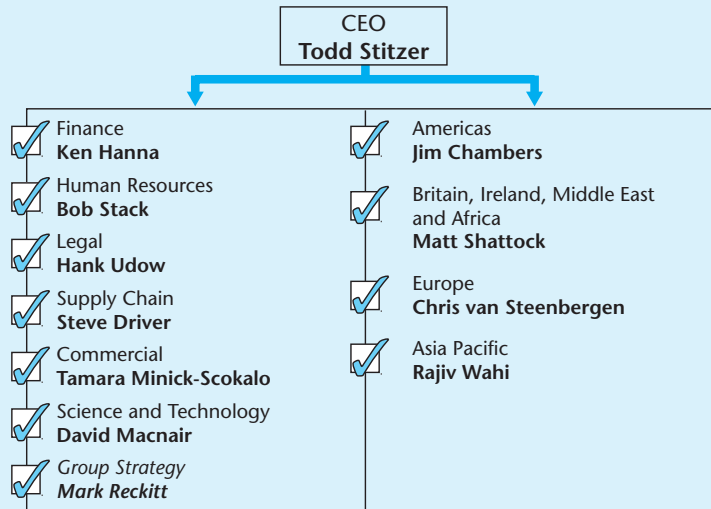 CEO
Todd Stitzer
Finance
Ken Hanna
Human Resources
Bob Stack
Legal
Hank Udow
Supply Chain
Steve Driver
Commercial
Tamara Minick-Scokalo
Science and Technology
David Macnair
Group Strategy
Mark Reckitt
Americas
Jim Chambers
Britain, Ireland, Middle East
and Africa
Matt Shattock
Europe
Chris van Steenbergen
Asia Pacific
Rajiv Wahi